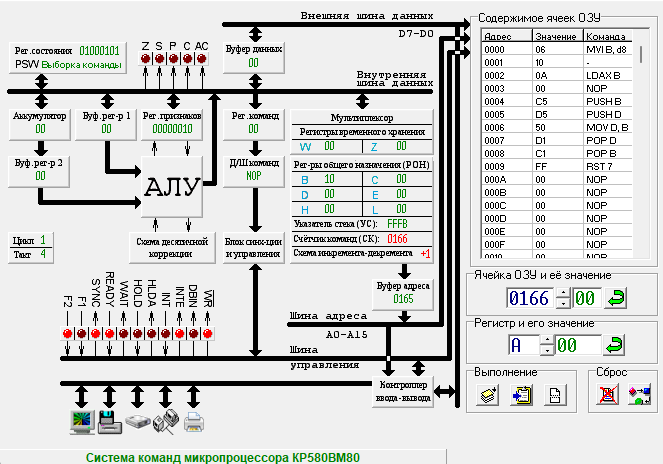 Внешняя шина данных
D7-D0
Рег.состояния 01000101
PSW Выборка команды
Z S P C AC
Буфер данных
00
Внутренняя
шина данных
Аккумулятор
00
Буф.рег-р 1
00
Рег.признаков
00000010
Рег.команд
00
Мультиплексор
Регистры временного хранения
W 00 Z 00
Буф.рег-р 2
00
АЛУ
Д/Ш команд
NOP
Рег-ры общего назначения (РОН)
B 10 C 00
D 00 E 00
H 00 L 00
Указатель стека (УС): FFFB
Счётчик команд (СК): 0166
Схема инкремента-декремента +1
Цикл 1
Такт 4
Схема десятичной
коррекции
Блок синх-ции
и управления
Буфер адреса
0165
F2 F1 SYNC READY WAIT HOLD HLDA INT INTE DBIN WR
Шина адреса
A0-A15
Шина
управления
Контроллер
ввода-вывода
Содержимое ячеек ОЗУ
Адрес Значение Команда
0000 06 MVI B, d8
0001 10 -
0002 0A LDAX B
0003 00 NOP
0004 C5 PUSH B
0005 D5 PUSH D
0006 50 MOV D, B
0007 D1 POP D
0008 C1 POP B
0009 FF RST 7
000A 00 NOP
000B 00 NOP
000C 00 NOP
000D 00 NOP
000E 00 NOP
000F 00 NOP
0010 00 NOP
Ячейка ОЗУ и её значение
0166 00
Регистр и его значение
A 00
Выполнение
Сброс
Система команд микропроцессора КР580ВМ80